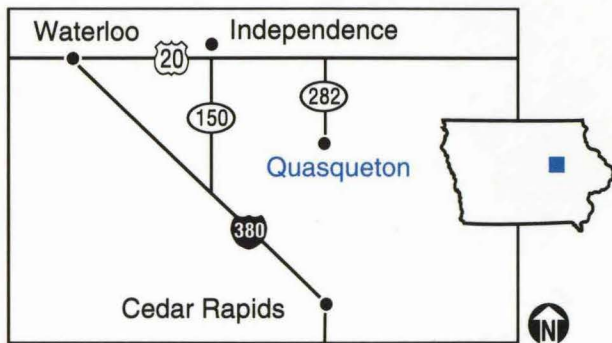 Waterloo
Independence
20
150
282
Quasqueton
380
Cedar Rapids
N